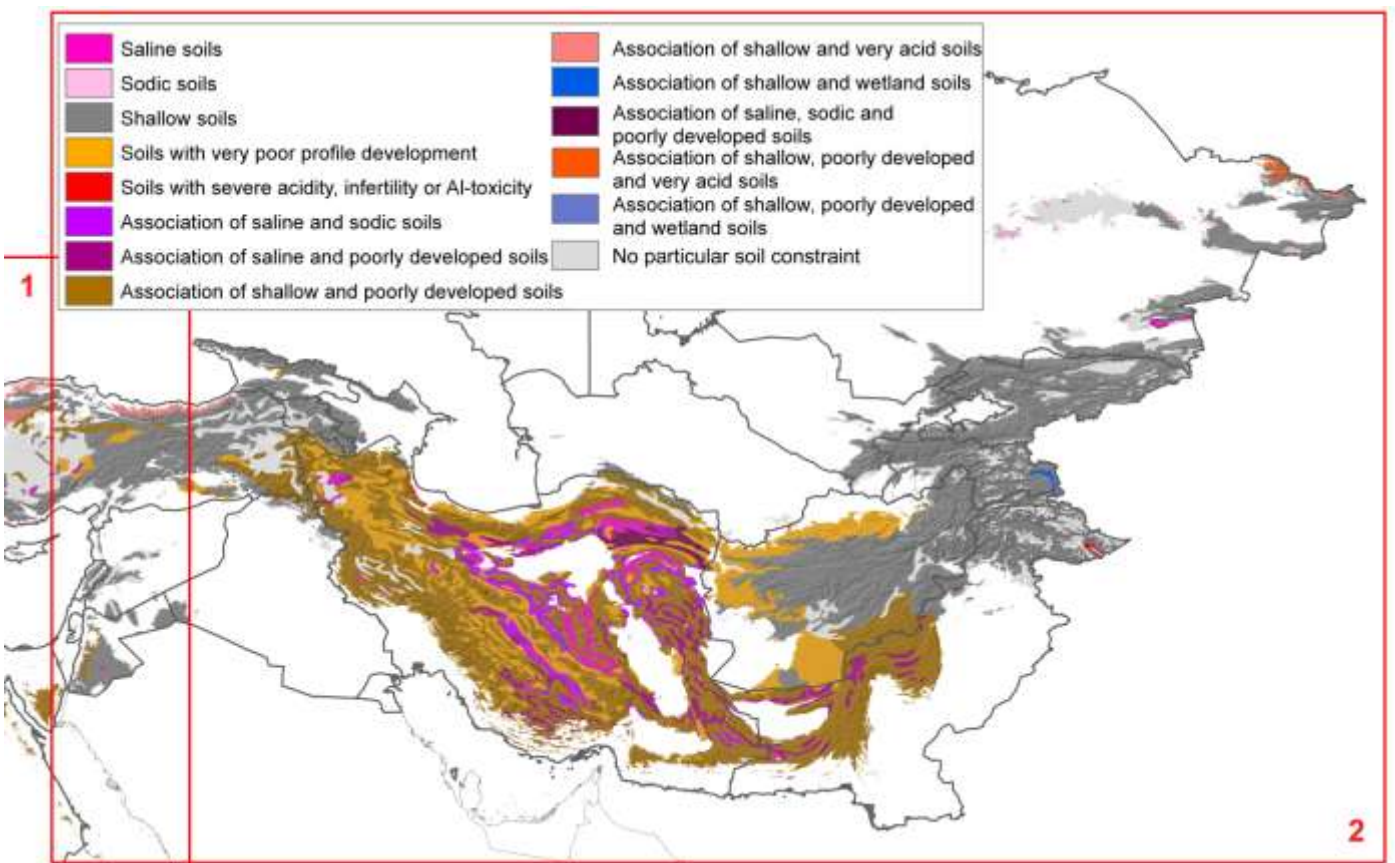 Saline soils
Sodic soils
Shallow soils
Soils with very poor profile development
Soils with severe acidity, infertility or Al-toxicity
Association of saline and sodic soils
Association of saline and poorly developed soils
Association of shallow and poorly developed soils
Association of shallow and very acid soils
Association of shallow and wetland soils
Association of saline, sodic and
poorly developed soils
Association of shallow, poorly developed
and very acid soils
Association of shallow, poorly developed
and wetland soils
No particular soil constraint
1
2